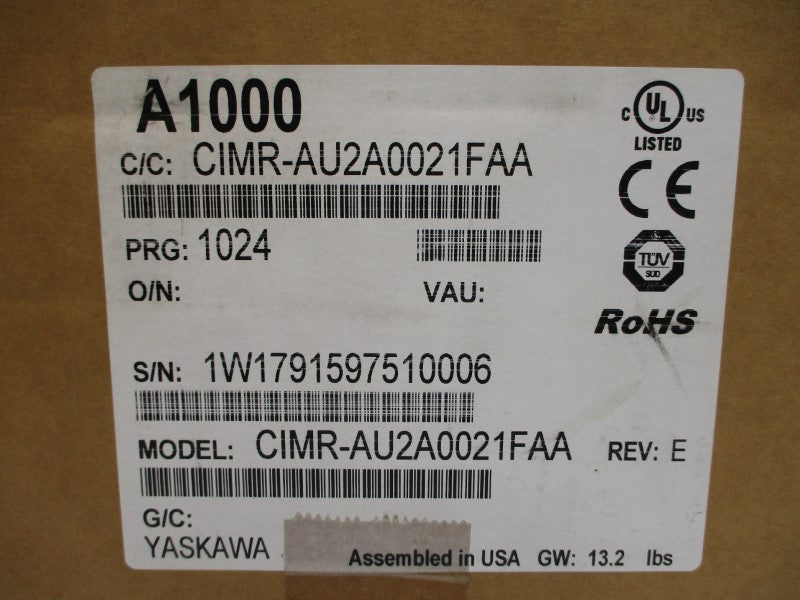 A1000
C/C: CIMR-AU2A0021FAA
C UL US
LISTED
CE
PRG: 1024
TÜV
SÜD
O/N:
VAU:
RoHS
S/N: 1W1791597510006
MODEL: CIMR-AU2A0021FAA REV: E
G/C:
YASKAWA
Assembled in USA GW: 13.2 lbs